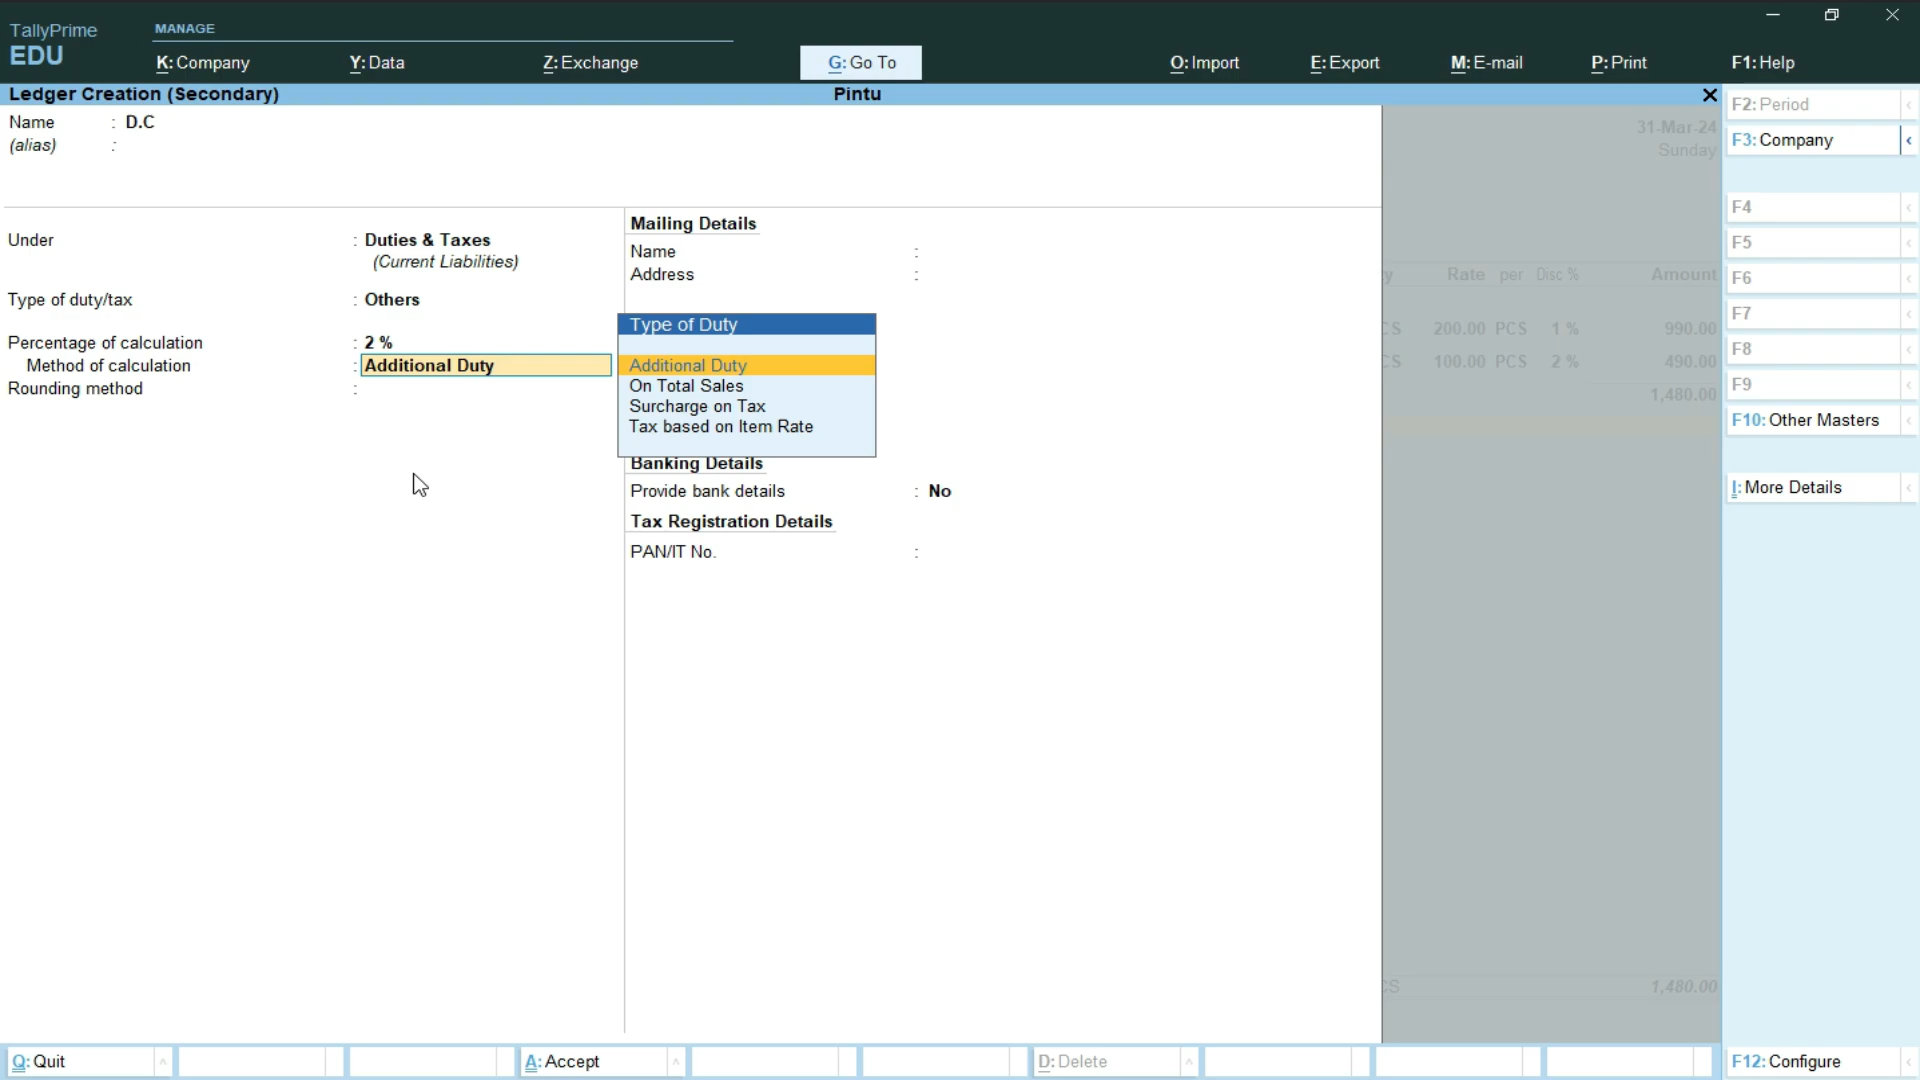 TallyPrime
EDU
MANAGE
K: Company
Y: Data
Z: Exchange
G: Go To
O: Import
E: Export
M: E-mail
P: Print
F1: Help
Ledger Creation (Secondary)
Pintu
Name : D.C
(alias) :
Under : Duties & Taxes
(Current Liabilities)
Type of duty/tax : Others
Percentage of calculation : 2 %
Method of calculation : Additional Duty
Rounding method :
Mailing Details
Name :
Address :
Type of Duty
Additional Duty
On Total Sales
Surcharge on Tax
Tax based on Item Rate
Banking Details
Provide bank details : No
Tax Registration Details
PAN/IT No. :
31-Mar-24
Sunday
y Rate per Disc % Amount
CS 200.00 PCS 1 % 990.00
CS 100.00 PCS 2 % 490.00
1,480.00
CS 1,480.00
F2: Period
F3: Company
F4
F5
F6
F7
F8
F9
F10: Other Masters
I: More Details
F12: Configure
Q: Quit
A: Accept
D: Delete